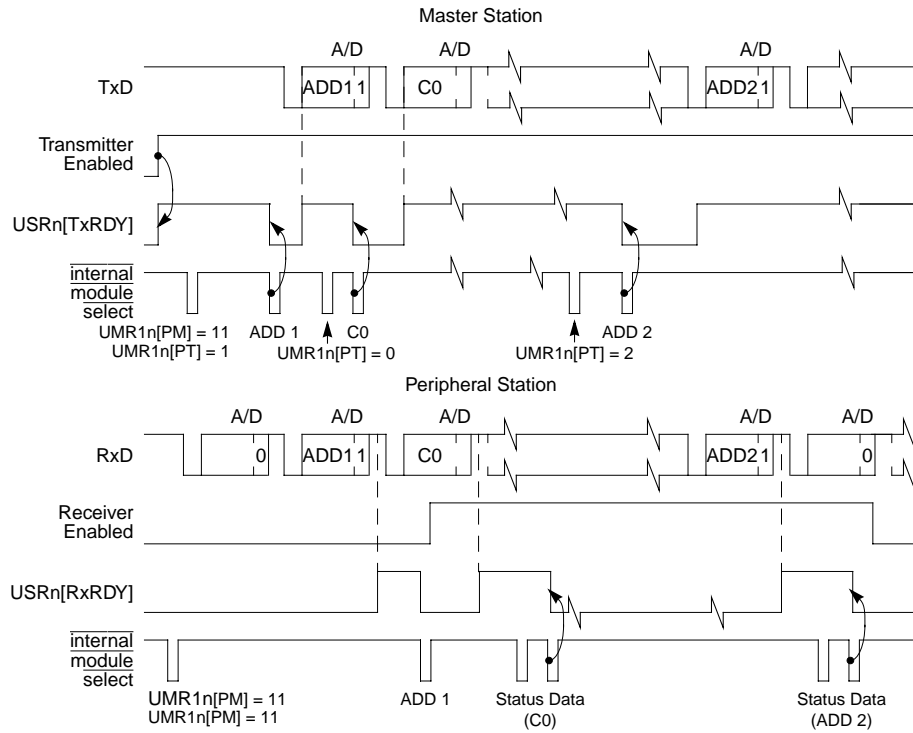 Master Station
A/D A/D A/D
TxD ADD1 1 C0 ADD2 1
Transmitter
Enabled
USRn[TxRDY]
internal
module
select
UMR1n[PM] = 11 ADD 1 C0 ADD 2
UMR1n[PT] = 1 UMR1n[PT] = 0 UMR1n[PT] = 2
Peripheral Station
A/D A/D A/D A/D A/D
RxD 0 ADD1 1 C0 ADD2 1 0
Receiver
Enabled
USRn[RxRDY]
internal
module
select
UMR1n[PM] = 11 ADD 1 Status Data Status Data
UMR1n[PM] = 11 (C0) (ADD 2)